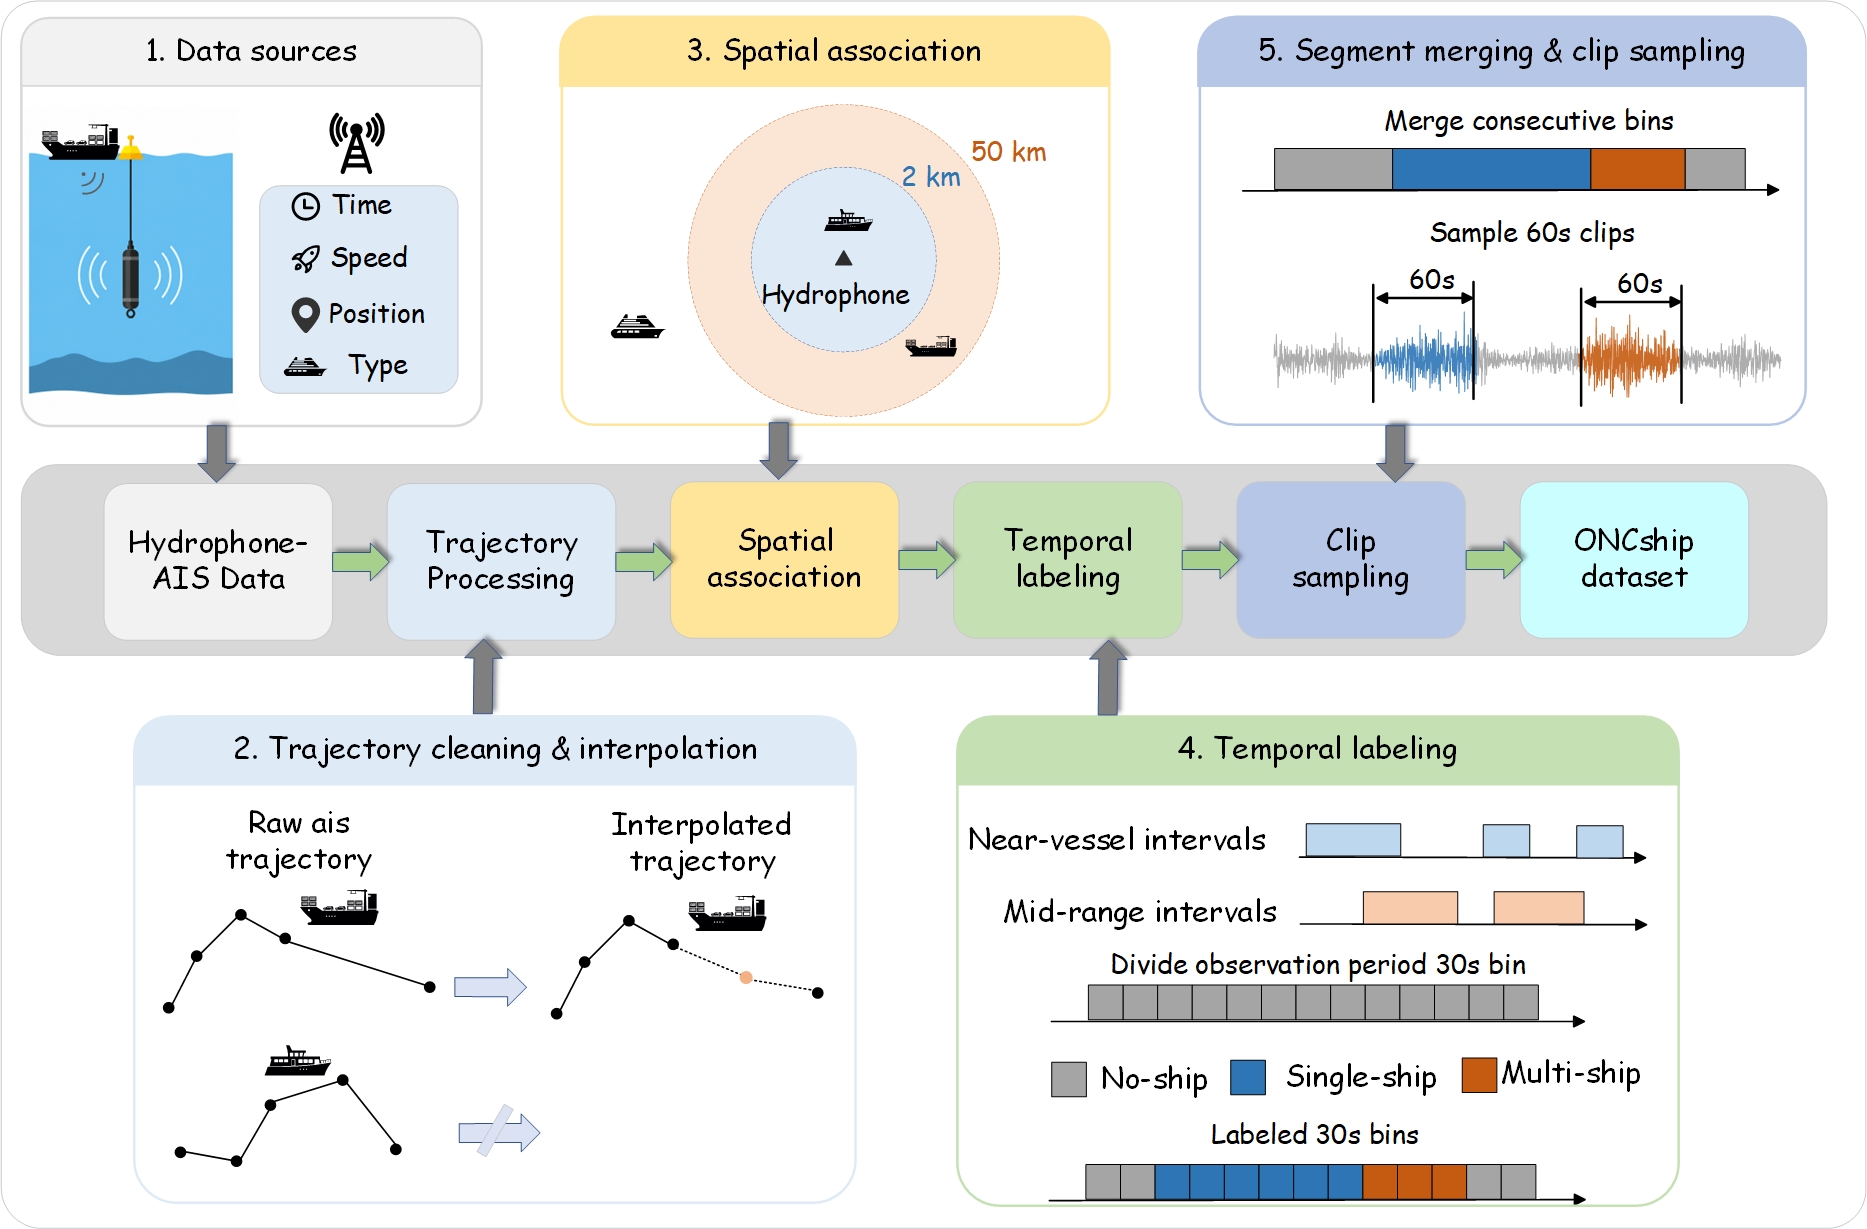 1. Data sources
Time
Speed
Position
Type
3. Spatial association
50 km
2 km
Hydrophone
5. Segment merging & clip sampling
Merge consecutive bins
Sample 60s clips
60s
60s
Hydrophone-
AIS Data
Trajectory
Processing
Spatial
association
Temporal
labeling
Clip
sampling
ONCship
dataset
2. Trajectory cleaning & interpolation
Raw ais
trajectory
Interpolated
trajectory
4. Temporal labeling
Near-vessel intervals
Mid-range intervals
Divide observation period 30s bin
No-ship
Single-ship
Multi-ship
Labeled 30s bins